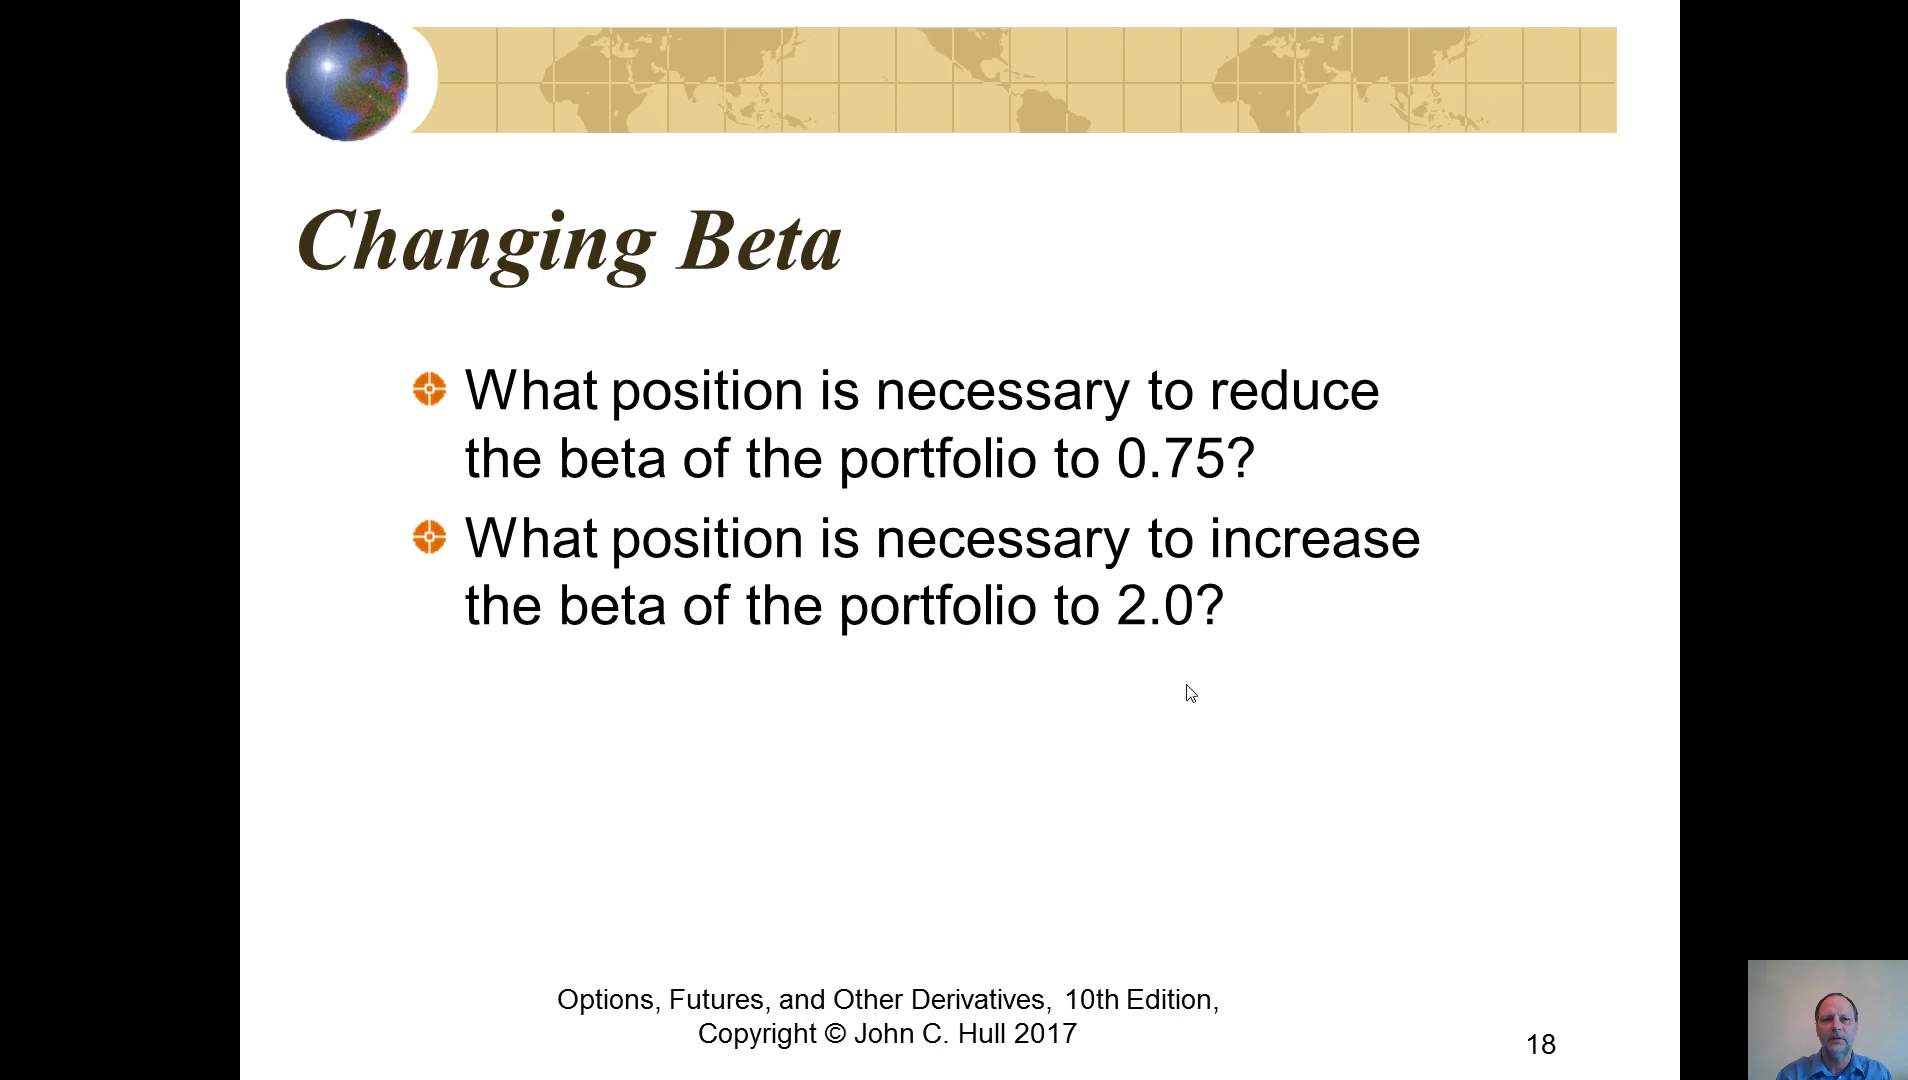 Changing Beta
What position is necessary to reduce
the beta of the portfolio to 0.75?
What position is necessary to increase
the beta of the portfolio to 2.0?
Options, Futures, and Other Derivatives, 10th Edition,
Copyright © John C. Hull 2017
18